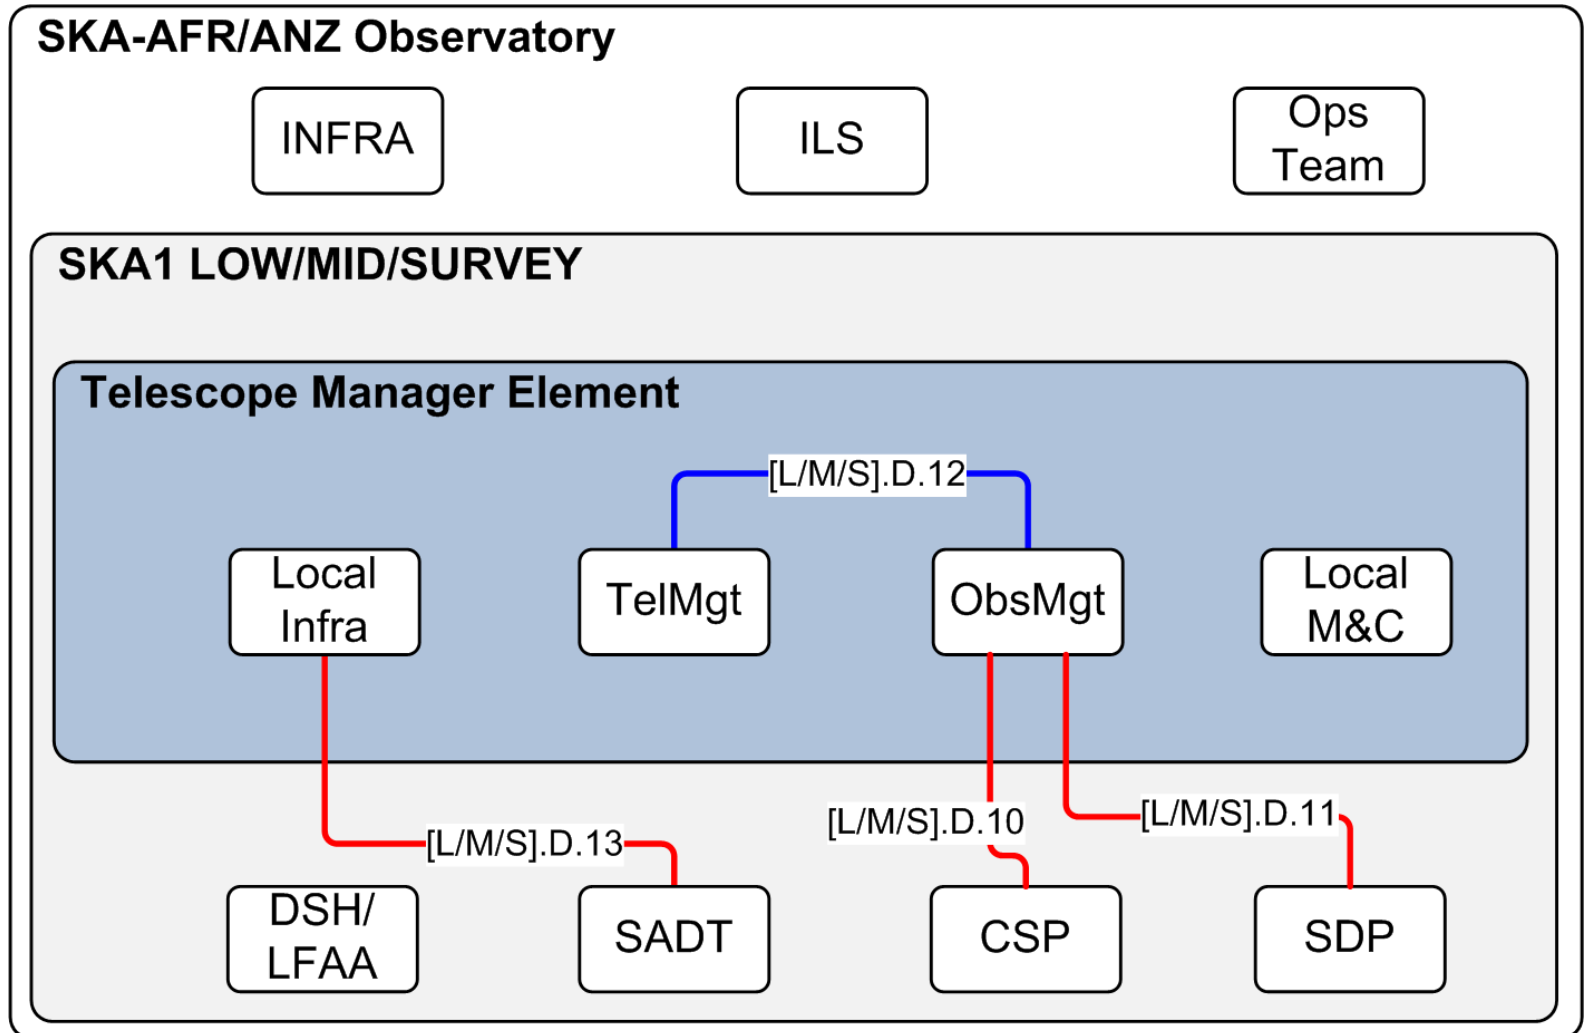 SKA-AFR/ANZ Observatory
INFRA
ILS
Ops
Team
SKA1 LOW/MID/SURVEY
Telescope Manager Element
[L/M/S].D.12
Local
Infra
TelMgt
ObsMgt
Local
M&C
[L/M/S].D.13
[L/M/S].D.10
[L/M/S].D.11
DSH/
LFAA
SADT
CSP
SDP